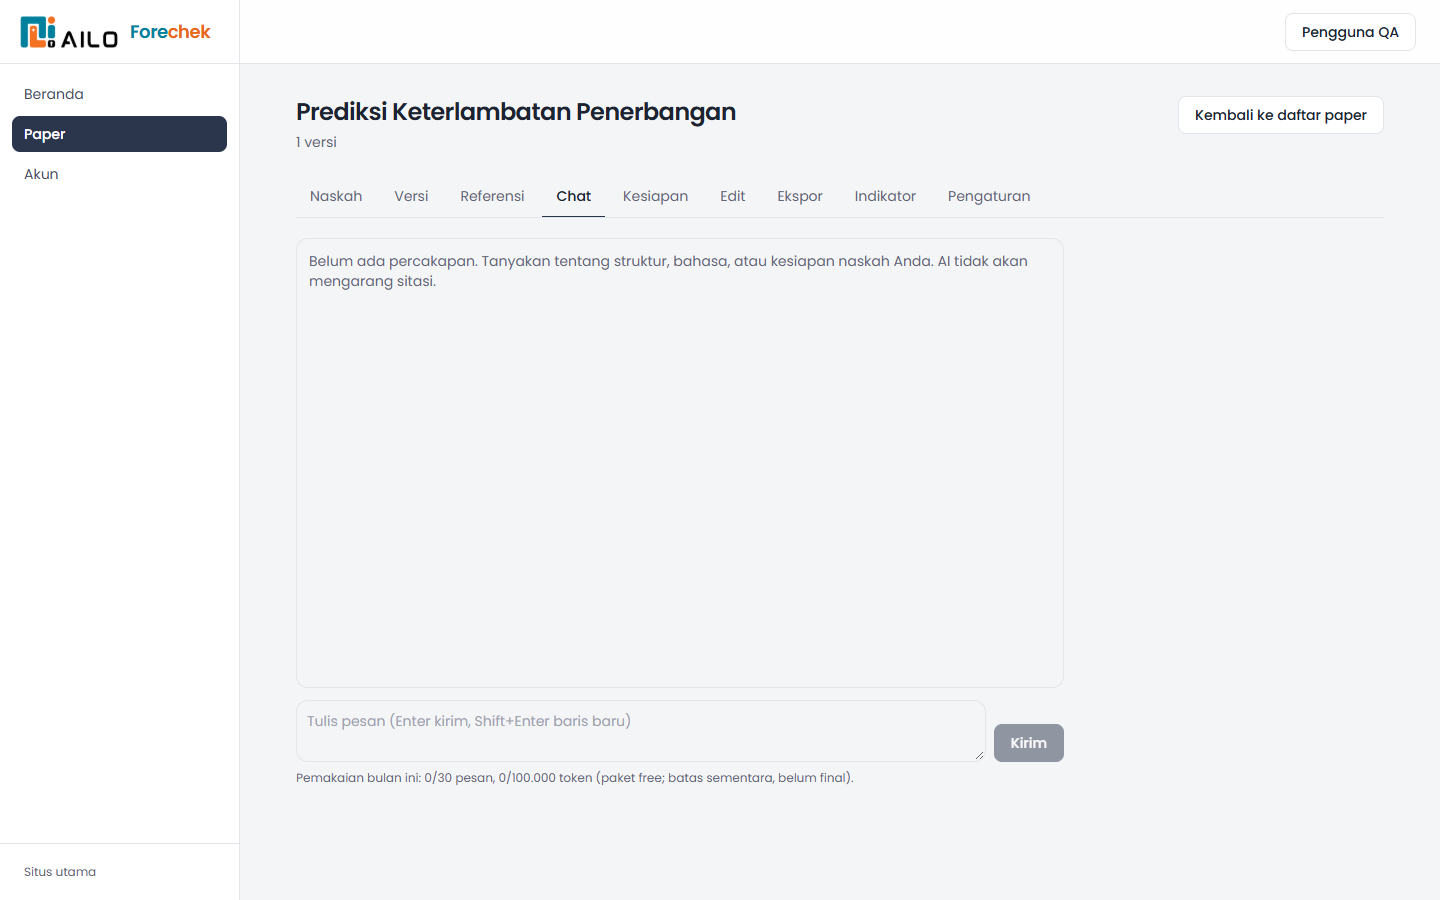 AILO Forechek
Pengguna QA
Beranda
Paper
Akun
Prediksi Keterlambatan Penerbangan
1 versi
Kembali ke daftar paper
Naskah Versi Referensi Chat Kesiapan Edit Ekspor Indikator Pengaturan
Belum ada percakapan. Tanyakan tentang struktur, bahasa, atau kesiapan naskah Anda. AI tidak akan
mengarang sitasi.
Tulis pesan (Enter kirim, Shift+Enter baris baru)
Kirim
Pemakaian bulan ini: 0/30 pesan, 0/100.000 token (paket free; batas sementara, belum final).
Situs utama